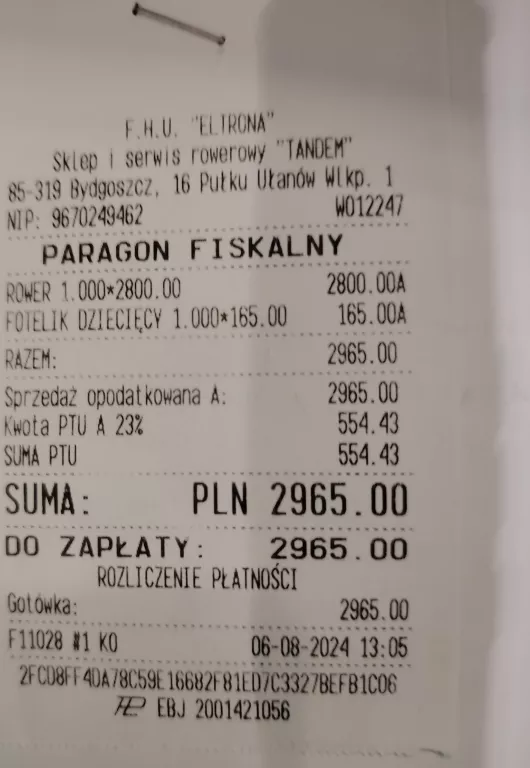 F.H.U. "ELTRONA"
Sklep i serwis rowerowy "TANDEM"
85-319 Bydgoszcz, 16 Pułku Ułanów Wlkp. 1
NIP: 9670249462 W012247
PARAGON FISKALNY
ROWER 1.000*2800.00 2800.00A
FOTELIK DZIECIĘCY 1.000*165.00 165.00A
RAZEM: 2965.00
Sprzedaż opodatkowana A: 2965.00
Kwota PTU A 23% 554.43
SUMA PTU 554.43
SUMA: PLN 2965.00
DO ZAPŁATY: 2965.00
ROZLICZENIE PŁATNOŚCI
Gotówka: 2965.00
F11028 #1 KO 06-08-2024 13:05
2FCD8FF4DA78C59E16682F81ED7C3327BEFB1C06
EBJ 2001421056